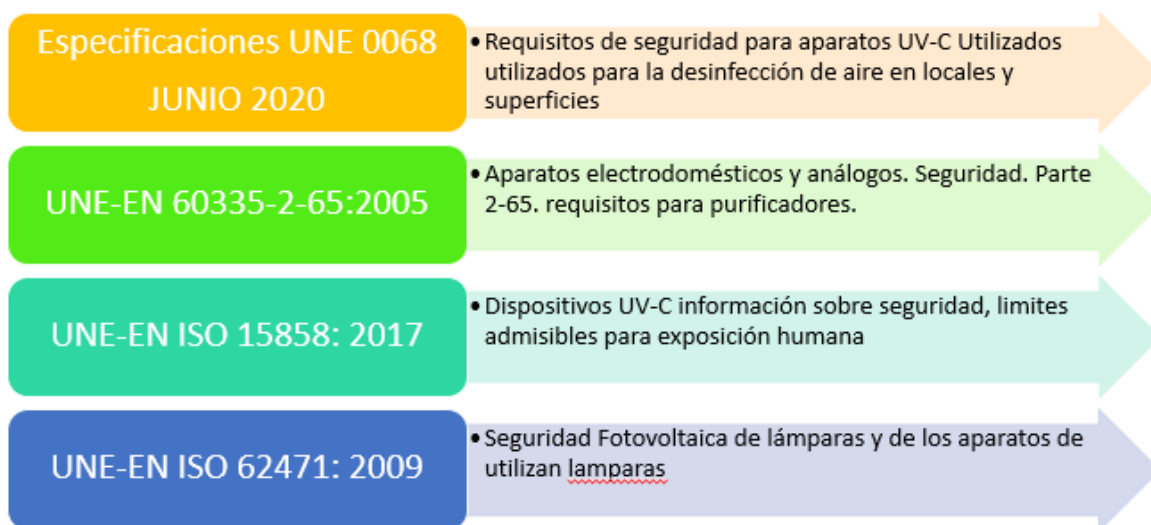 Especificaciones UNE 0068
JUNIO 2020
• Requisitos de seguridad para aparatos UV-C Utilizados
utilizados para la desinfección de aire en locales y
superficies
UNE-EN 60335-2-65:2005
• Aparatos electrodomésticos y análogos. Seguridad. Parte
2-65. requisitos para purificadores.
UNE-EN ISO 15858: 2017
• Dispositivos UV-C información sobre seguridad, limites
admisibles para exposición humana
UNE-EN ISO 62471: 2009
• Seguridad Fotovoltaica de lámparas y de los aparatos de
utilizan lamparas